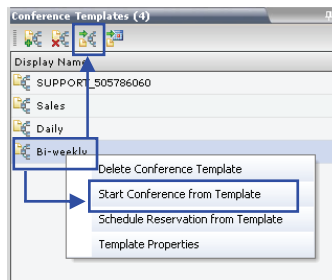 Conference Templates (4)
Display Name
SUPPORT_505786060
Sales
Daily
Bi-weekly
Delete Conference Template
Start Conference from Template
Schedule Reservation from Template
Template Properties